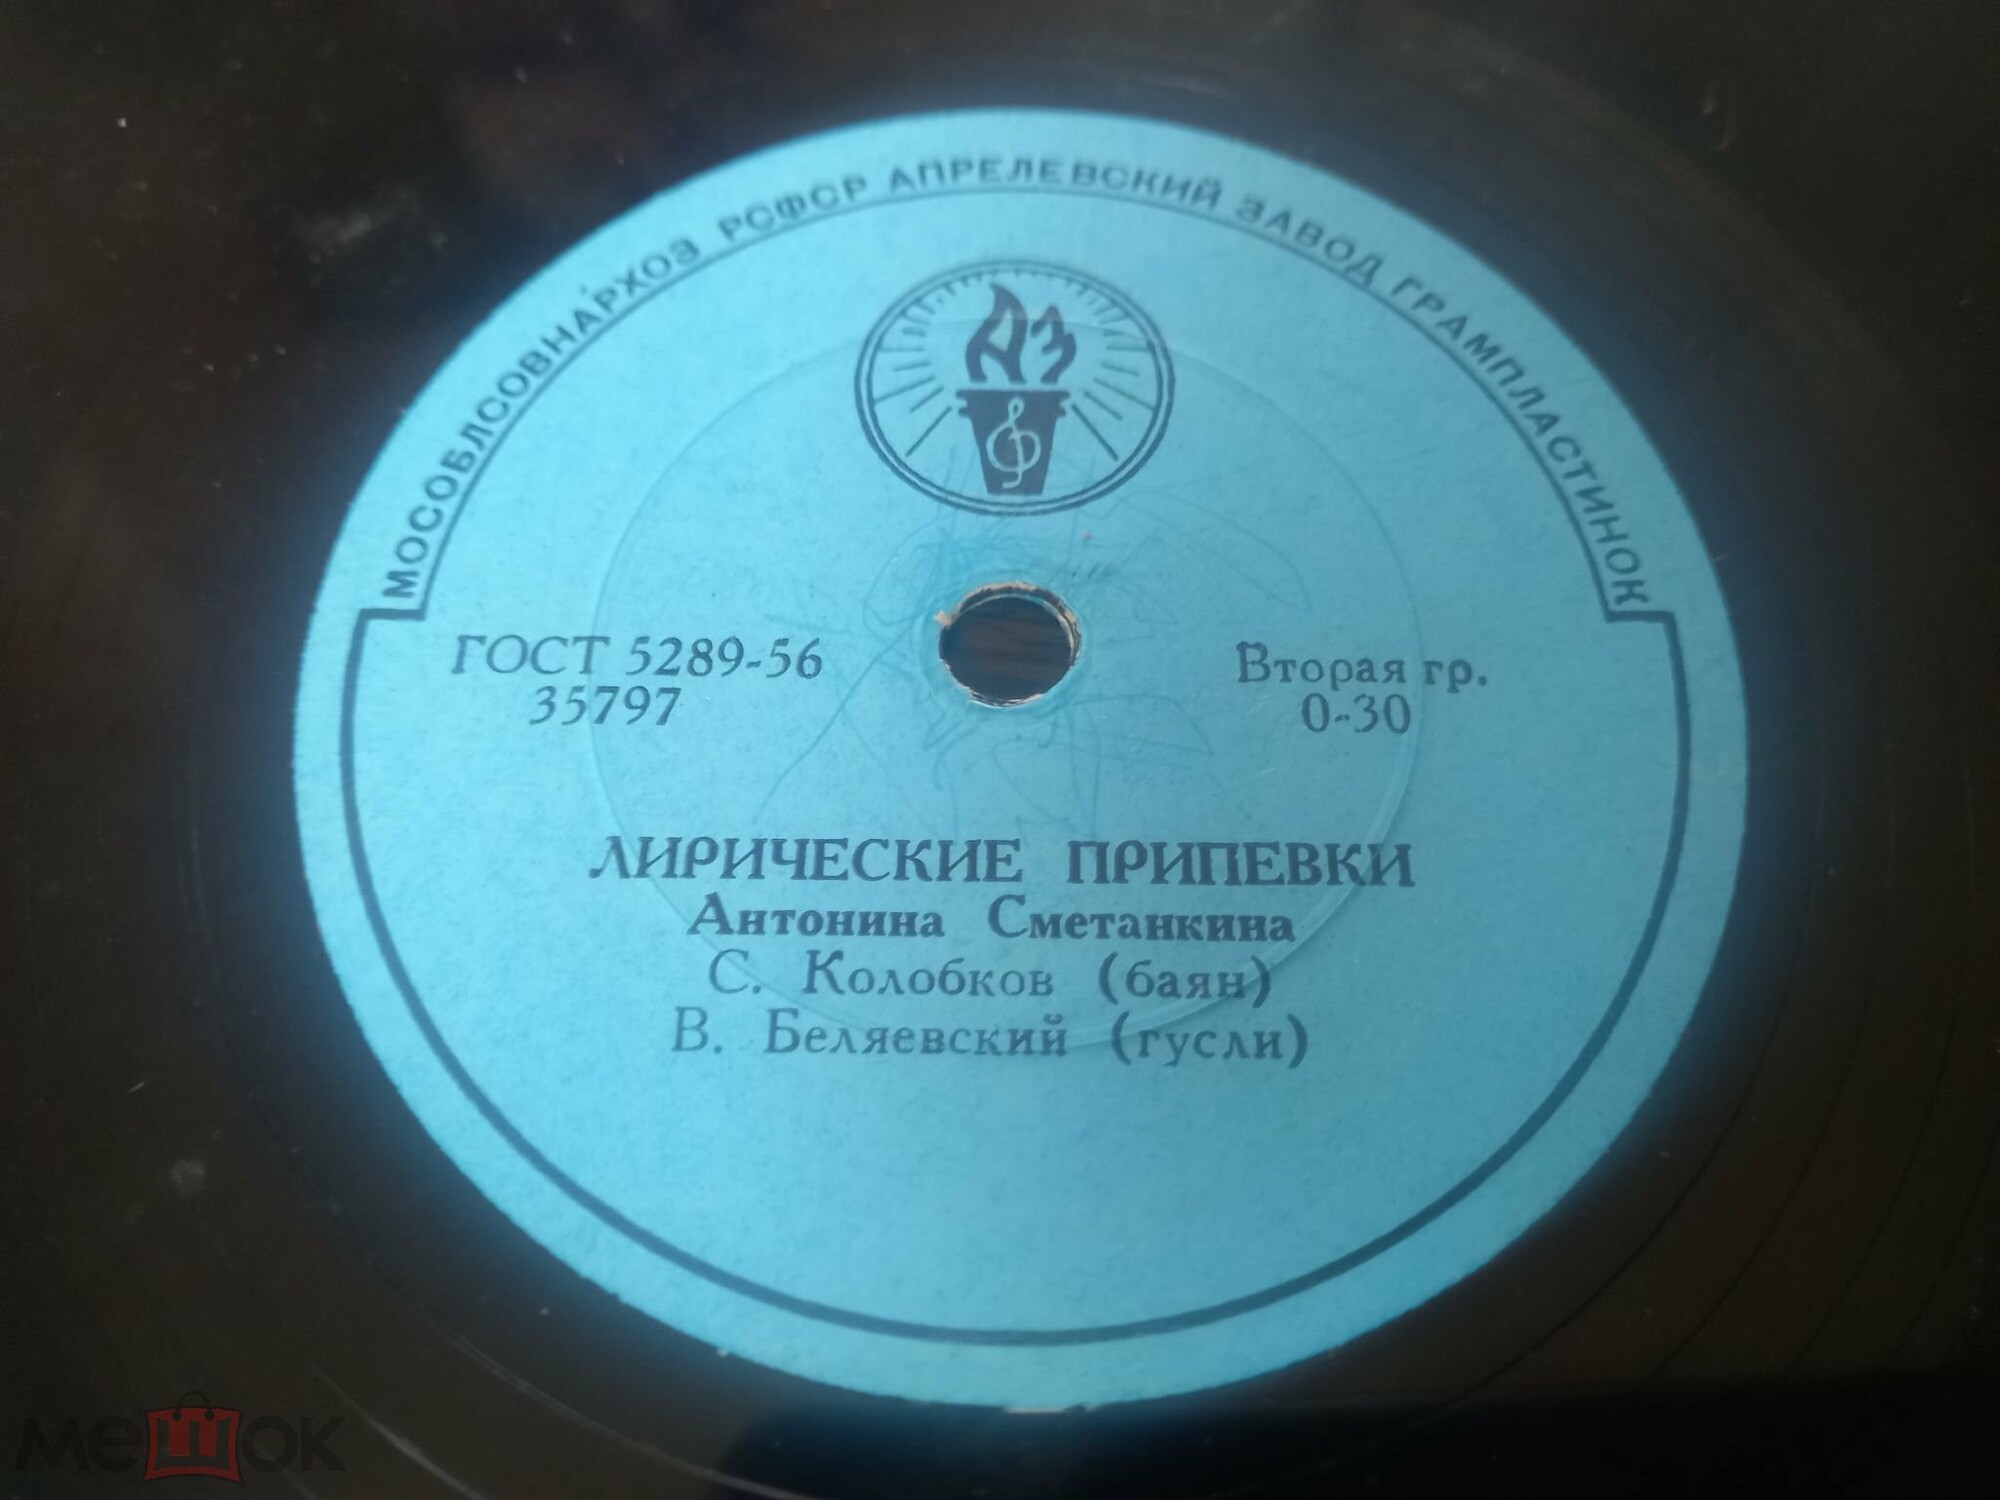 МОСОБЛСОВНАРХОЗ РСФСР АПРЕЛЕВСКИЙ ЗАВОД ГРАМПЛАСТИНОК
АЗ
ГОСТ 5289-56
35797
Вторая гр.
0-30
ЛИРИЧЕСКИЕ ПРИПЕВКИ
Антонина Сметанкина
С. Колобков (баян)
В. Беляевский (гусли)
мешок